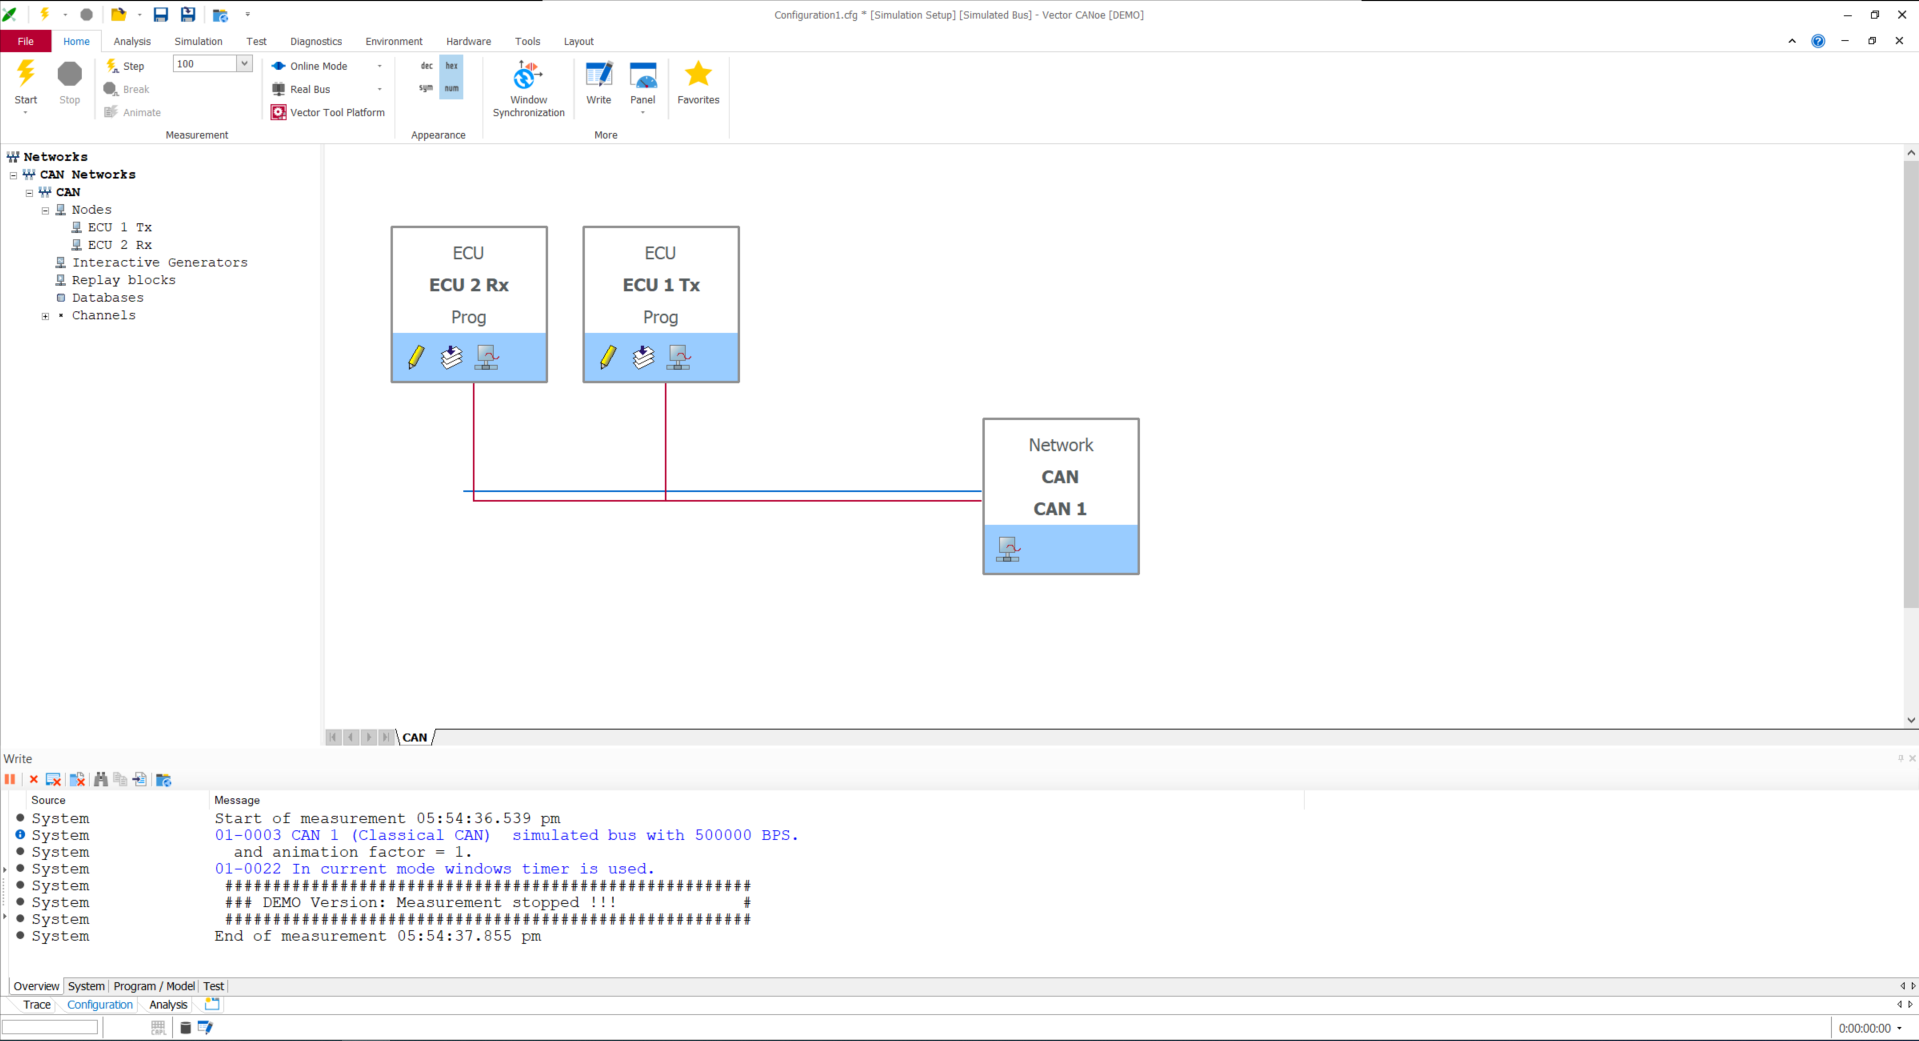 Configuration1.cfg * [Simulation Setup] [Simulated Bus] - Vector CANoe [DEMO]
File Home Analysis Simulation Test Diagnostics Environment Hardware Tools Layout
Start
Stop
Step
100
Break
Animate
Online Mode
Real Bus
Vector Tool Platform
Measurement
dec hex
sym num
Appearance
Window
Synchronization
Write
Panel
Favorites
More
Networks
CAN Networks
CAN
Nodes
ECU 1 Tx
ECU 2 Rx
Interactive Generators
Replay blocks
Databases
Channels
ECU
ECU 2 Rx
Prog
ECU
ECU 1 Tx
Prog
Network
CAN
CAN 1
CAN
Write
Source Message
System Start of measurement 05:54:36.539 pm
System 01-0003 CAN 1 (Classical CAN) simulated bus with 500000 BPS.
System and animation factor = 1.
System 01-0022 In current mode windows timer is used.
System #######################################################
System ### DEMO Version: Measurement stopped !!! #
System #######################################################
System End of measurement 05:54:37.855 pm
Overview System Program / Model Test
Trace Configuration Analysis
CAPL
0:00:00:00